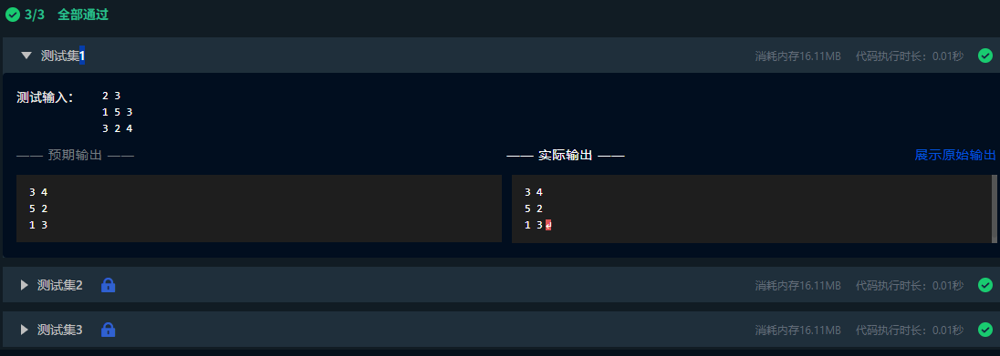 3/3 全部通过
测试集1 消耗内存16.11MB 代码执行时长：0.01秒
测试输入： 2 3
1 5 3
3 2 4
—— 预期输出 —— —— 实际输出 —— 展示原始输出
3 4 3 4
5 2 5 2
1 3 1 3↵
测试集2 消耗内存16.11MB 代码执行时长：0.01秒
测试集3 消耗内存16.11MB 代码执行时长：0.01秒